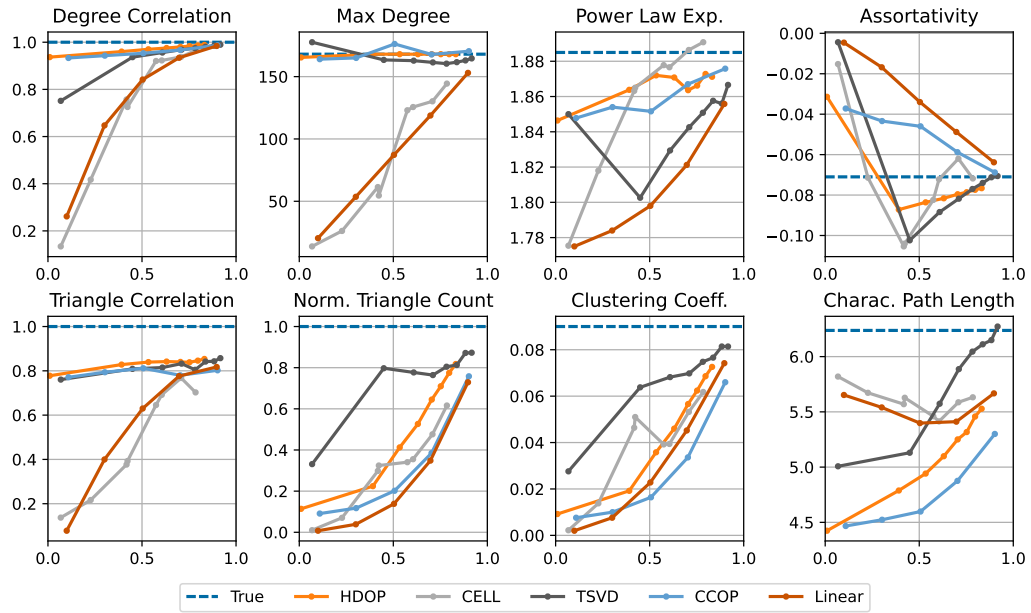 Degree Correlation
1.0
0.8
0.6
0.4
0.2
0.0 0.5 1.0
Max Degree
150
100
50
0.0 0.5 1.0
Power Law Exp.
1.88
1.86
1.84
1.82
1.80
1.78
0.0 0.5 1.0
Assortativity
0.00
−0.02
−0.04
−0.06
−0.08
−0.10
0.0 0.5 1.0
Triangle Correlation
1.0
0.8
0.6
0.4
0.2
0.0 0.5 1.0
Norm. Triangle Count
1.0
0.8
0.6
0.4
0.2
0.0
0.0 0.5 1.0
Clustering Coeff.
0.08
0.06
0.04
0.02
0.00
0.0 0.5 1.0
Charac. Path Length
6.0
5.5
5.0
4.5
0.0 0.5 1.0
True HDOP CELL TSVD CCOP Linear